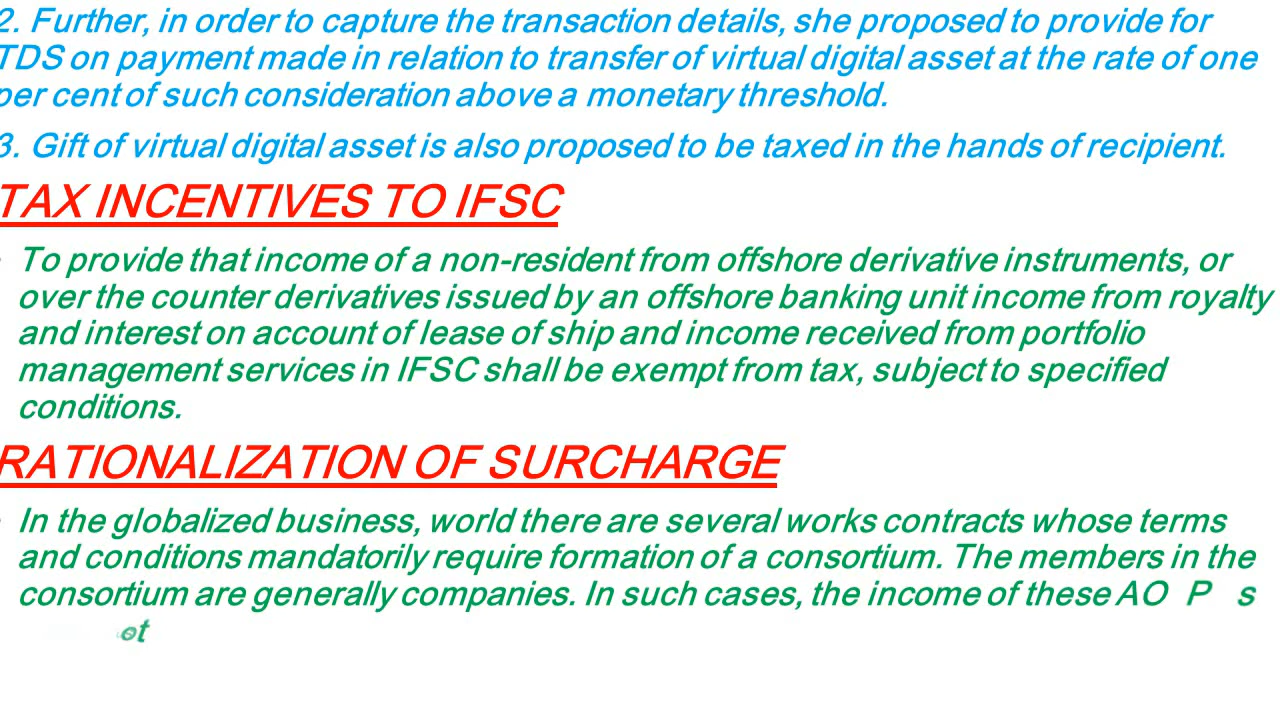 2. Further, in order to capture the transaction details, she proposed to provide for
TDS on payment made in relation to transfer of virtual digital asset at the rate of one
per cent of such consideration above a monetary threshold.
3. Gift of virtual digital asset is also proposed to be taxed in the hands of recipient.
TAX INCENTIVES TO IFSC
To provide that income of a non-resident from offshore derivative instruments, or
over the counter derivatives issued by an offshore banking unit income from royalty
and interest on account of lease of ship and income received from portfolio
management services in IFSC shall be exempt from tax, subject to specified
conditions.
RATIONALIZATION OF SURCHARGE
In the globalized business, world there are several works contracts whose terms
and conditions mandatorily require formation of a consortium. The members in the
consortium are generally companies. In such cases, the income of these AO P s